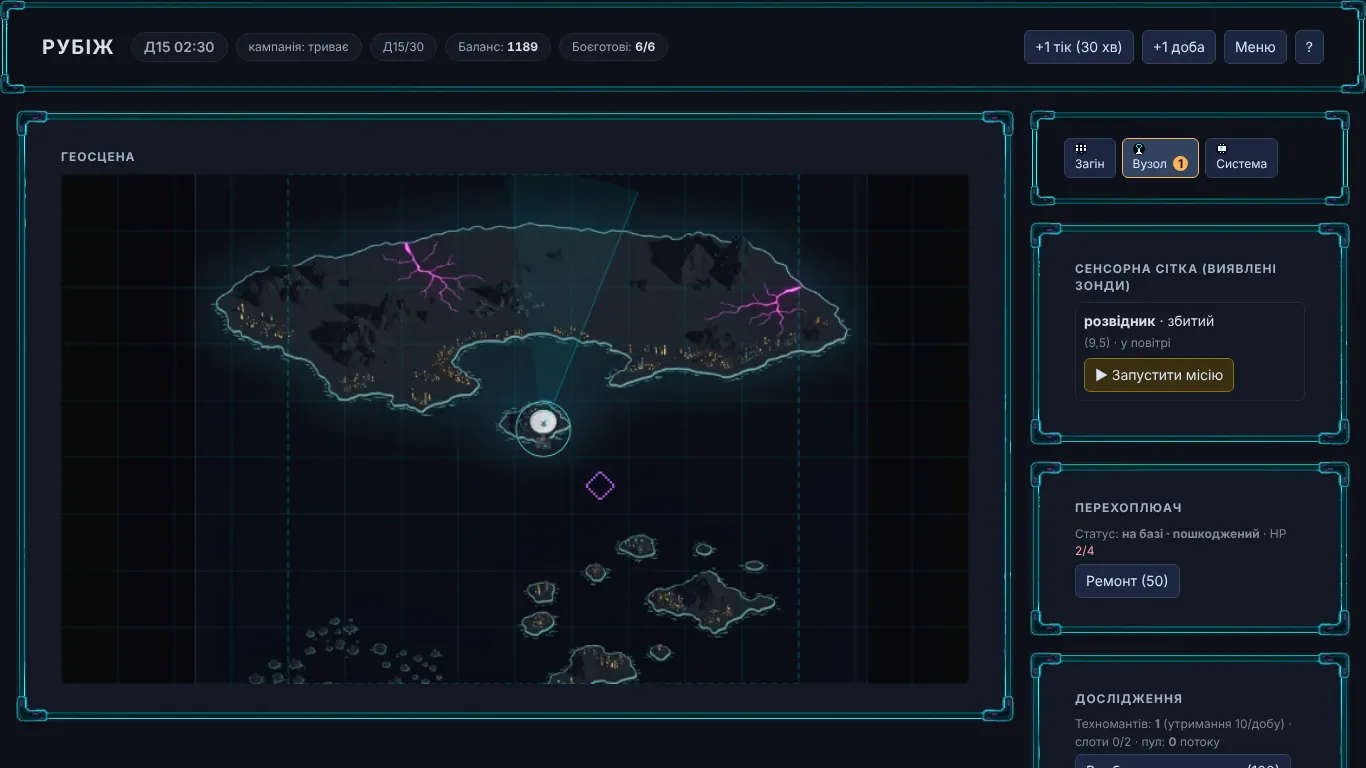 РУБІЖ
Д15 02:30
кампанія: триває
Д15/30
Баланс: 1189
Боєготові: 6/6
+1 тік (30 хв)
+1 доба
Меню
?
ГЕОСЦЕНА
Загін
Вузол 1
Система
СЕНСОРНА СІТКА (ВИЯВЛЕНІ
ЗОНДИ)
розвідник · збитий
(9,5) · у повітрі
▶ Запустити місію
ПЕРЕХОПЛЮВАЧ
Статус: на базі · пошкоджений · HP
2/4
Ремонт (50)
ДОСЛІДЖЕННЯ
Техномантів: 1 (утримання 10/добу) ·
слоти 0/2 · пул: 0 потоку